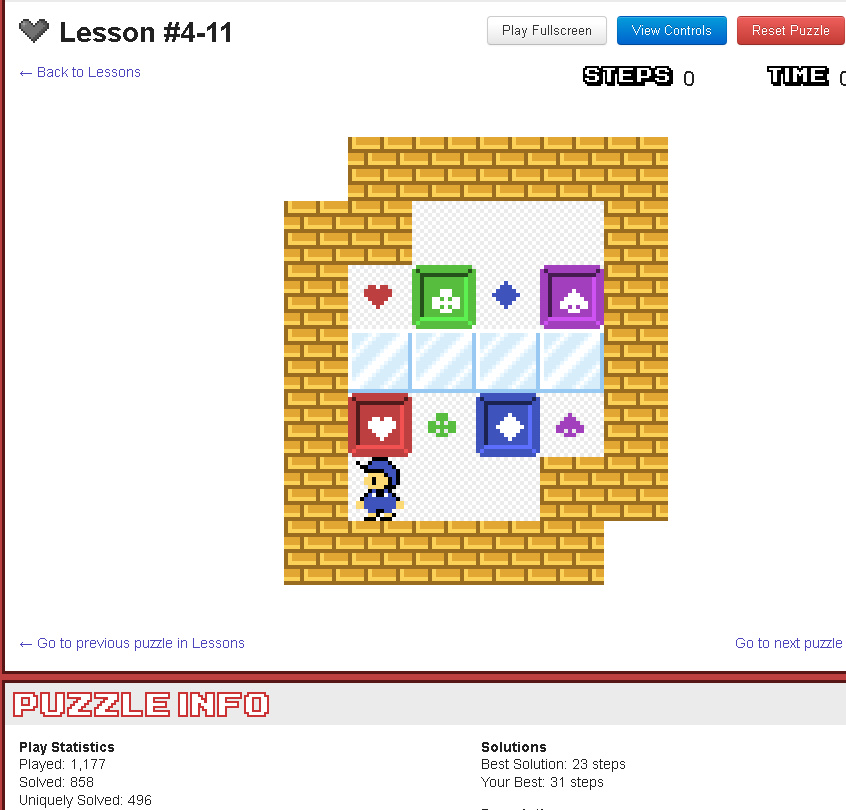 Lesson #4-11
Play Fullscreen
View Controls
Reset Puzzle
← Back to Lessons
STEPS 0
TIME 0
← Go to previous puzzle in Lessons
Go to next puzzle
PUZZLE INFO
Play Statistics
Played: 1,177
Solved: 858
Uniquely Solved: 496
Solutions
Best Solution: 23 steps
Your Best: 31 steps